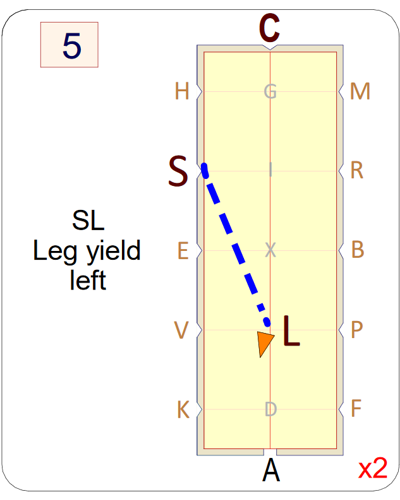 5
C
H G M
S I R
SL
Leg yield
left
E X B
V L P
K D F
A
x2